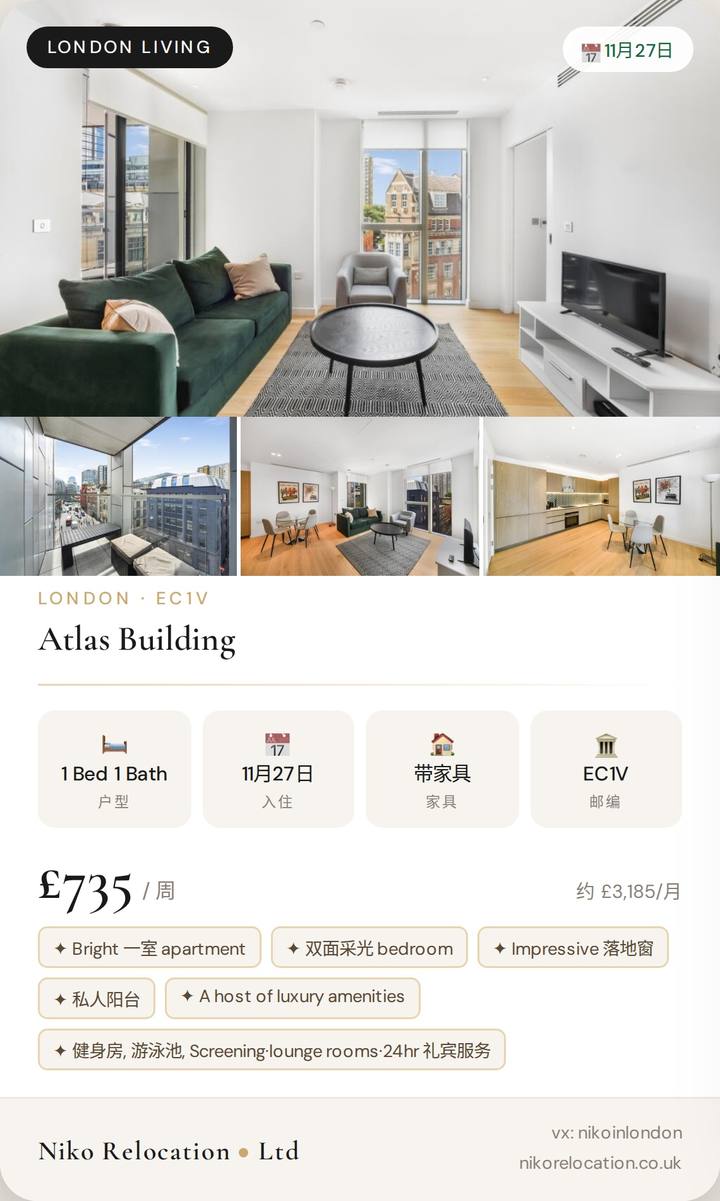 LONDON LIVING
11月27日
LONDON · EC1V
Atlas Building
1 Bed 1 Bath
户型
17
11月27日
入住
带家具
家具
EC1V
邮编
£735 / 周
约 £3,185/月
✦ Bright 一室 apartment
✦ 双面采光 bedroom
✦ Impressive 落地窗
✦ 私人阳台
✦ A host of luxury amenities
✦ 健身房, 游泳池, Screening·lounge rooms·24hr 礼宾服务
Niko Relocation • Ltd
vx: nikoinlondon
nikorelocation.co.uk